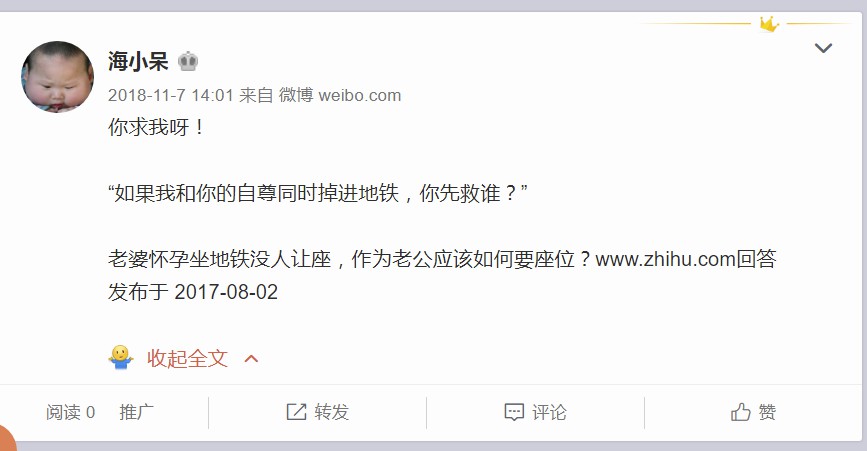 海小呆
2018-11-7 14:01 来自 微博 weibo.com
你求我呀！
“如果我和你的自尊同时掉进地铁，你先救谁？”
老婆怀孕坐地铁没人让座，作为老公应该如何要座位？www.zhihu.com回答
发布于 2017-08-02
收起全文
阅读 0 推广 转发 评论 赞